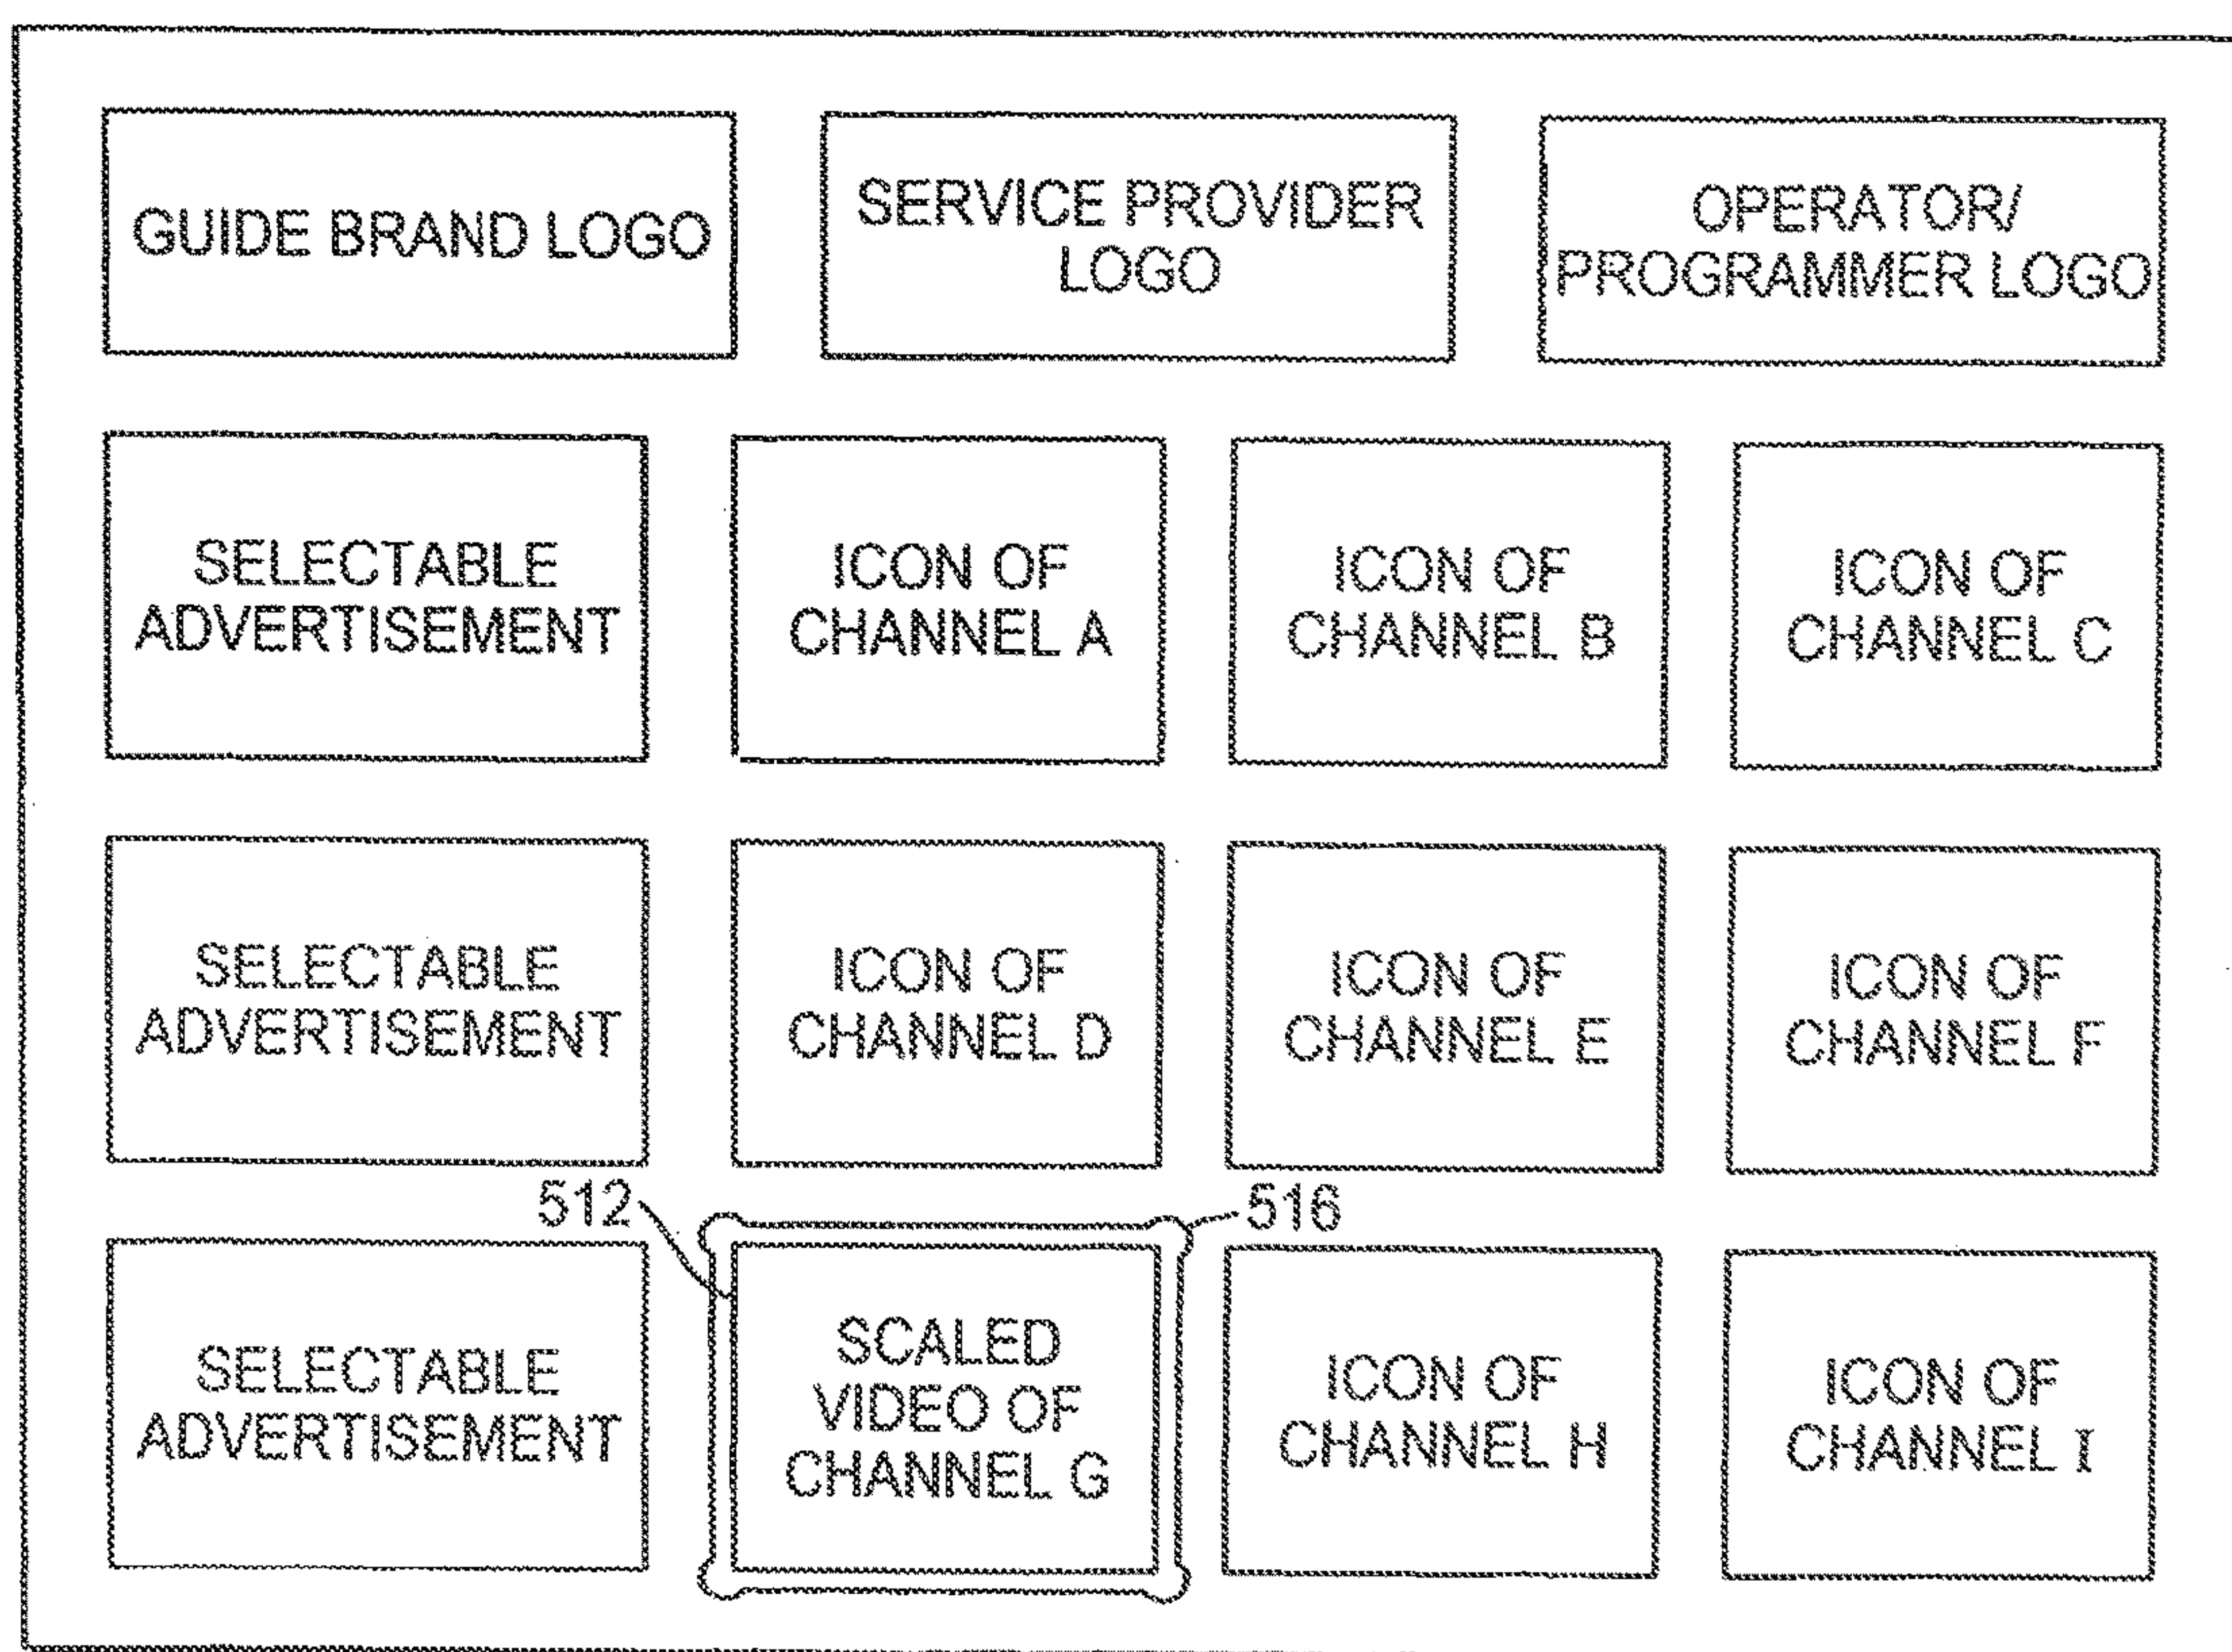 GUIDE BRAND LOGO
SERVICE PROVIDER
LOGO
OPERATOR/
PROGRAMMER LOGO
SELECTABLE
ADVERTISEMENT
ICON OF
CHANNEL A
ICON OF
CHANNEL B
ICON OF
CHANNEL C
SELECTABLE
ADVERTISEMENT
ICON OF
CHANNEL D
ICON OF
CHANNEL E
ICON OF
CHANNEL F
512
516
SELECTABLE
ADVERTISEMENT
SCALED
VIDEO OF
CHANNEL G
ICON OF
CHANNEL H
ICON OF
CHANNEL I